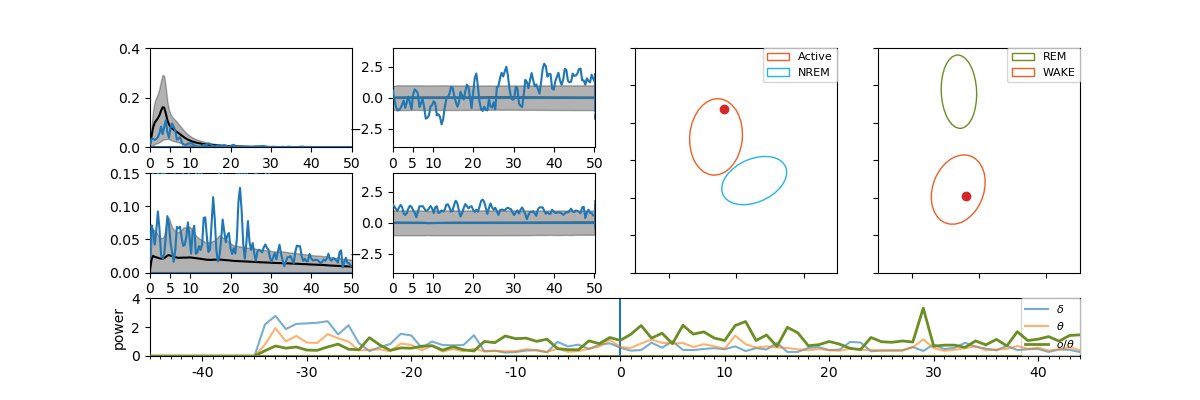 0.4
0.2
0.0
0 5 10 20 30 40 50
2.5
0.0
−2.5
0 5 10 20 30 40 50
Active
NREM
REM
WAKE
0.15
0.10
0.05
0.00
0 5 10 20 30 40 50
2.5
0.0
−2.5
0 5 10 20 30 40 50
4
2
0
power
δ
θ
δ/θ
-40 -30 -20 -10 0 10 20 30 40